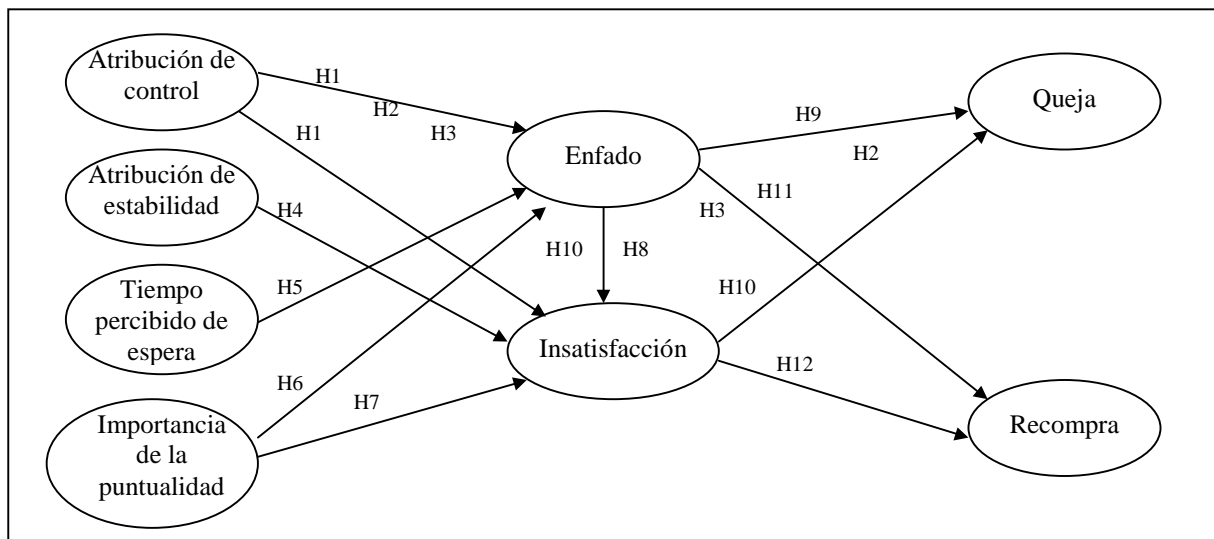 Atribución de
control
H1
H2
H3
H1
Atribución de
estabilidad
H4
Tiempo
percibido de
espera
H5
Importancia
de la
puntualidad
H6
H7
Enfado
H10
H8
Insatisfacción
H9
H2
H3
H11
H10
H12
Queja
Recompra